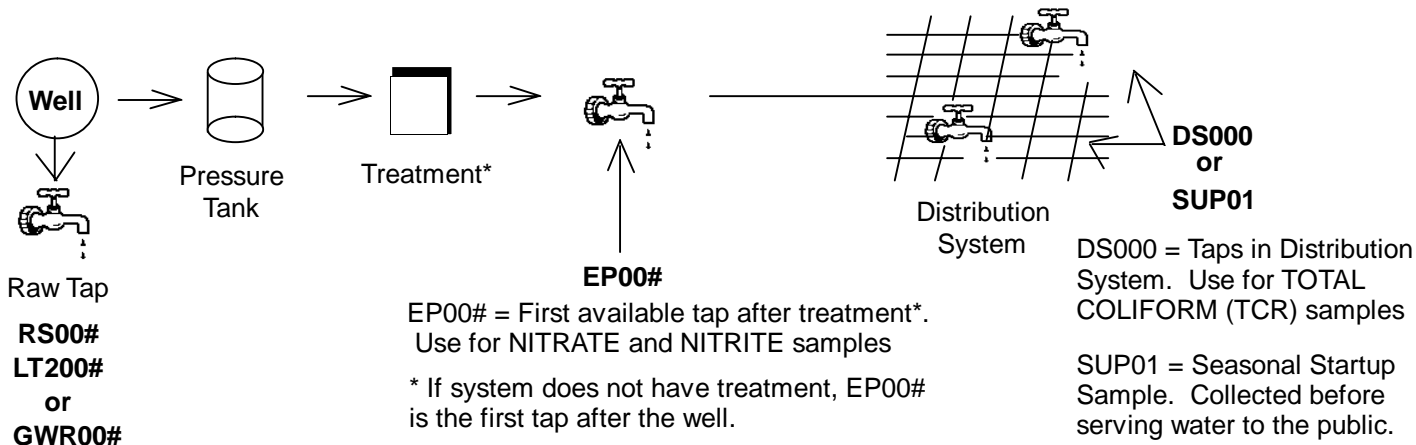 Well
Raw Tap
RS00#
LT200#
or
GWR00#
Pressure
Tank
Treatment*
EP00#
EP00# = First available tap after treatment*.
Use for NITRATE and NITRITE samples
* If system does not have treatment, EP00#
is the first tap after the well.
Distribution
System
DS000
or
SUP01
DS000 = Taps in Distribution
System. Use for TOTAL
COLIFORM (TCR) samples
SUP01 = Seasonal Startup
Sample. Collected before
serving water to the public.